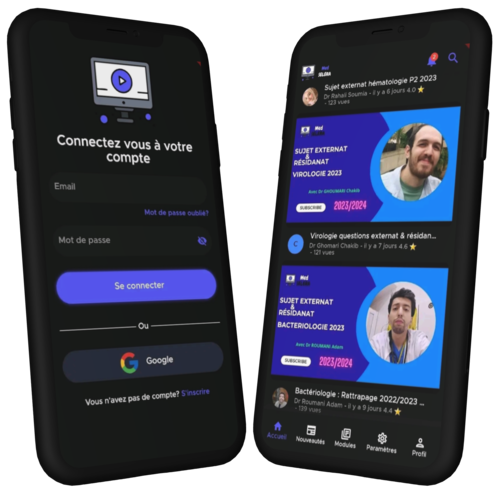 Connectez vous à votre
compte
Email
Mot de passe oublié?
Mot de passe
Se connecter
Ou
Google
Vous n'avez pas de compte? S'inscrire
Med
Sujet externat hématologie P2 2023
Dr Rahali Soumia - il y a 6 jours 4.0
- 123 vues
Med
SUJET EXTERNAT
&
RÉSIDANAT
VIROLOGIE 2023
Avec Dr GHOUMARI Chakib
SUBSCRIBE
2023/2024
C
Virologie questions externat & résidan...
Dr Ghomari Chakib - il y a 7 jours 4.6
- 121 vues
Med
SUJET EXTERNAT
&
RÉSIDANAT
BACTERIOLOGIE 2023
Avec Dr ROUMANI Adam
SUBSCRIBE
2023/2024
Bactériologie : Rattrapage 2022/2023 ...
Dr Roumani Adam - il y a 9 jours 4.4
- 139 vues
Accueil
Nouveautés
Modules
Paramètres
Profil